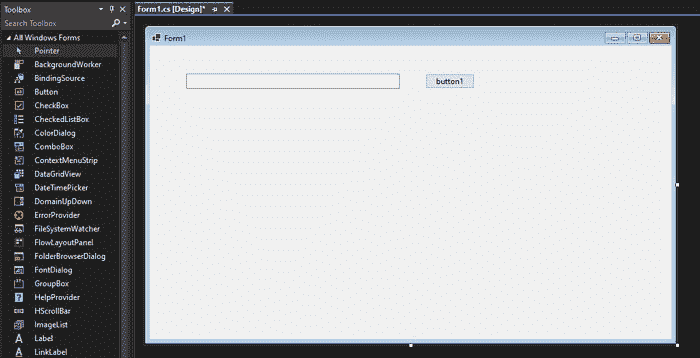 Toolbox
Form1.cs [Design]*
Search Toolbox
All Windows Forms
Pointer
BackgroundWorker
BindingSource
Button
CheckBox
CheckedListBox
ColorDialog
ComboBox
ContextMenuStrip
DataGridView
DateTimePicker
DomainUpDown
ErrorProvider
FileSystemWatcher
FlowLayoutPanel
FolderBrowserDialog
FontDialog
GroupBox
HelpProvider
HScrollBar
ImageList
Label
LinkLabel
Form1
button1